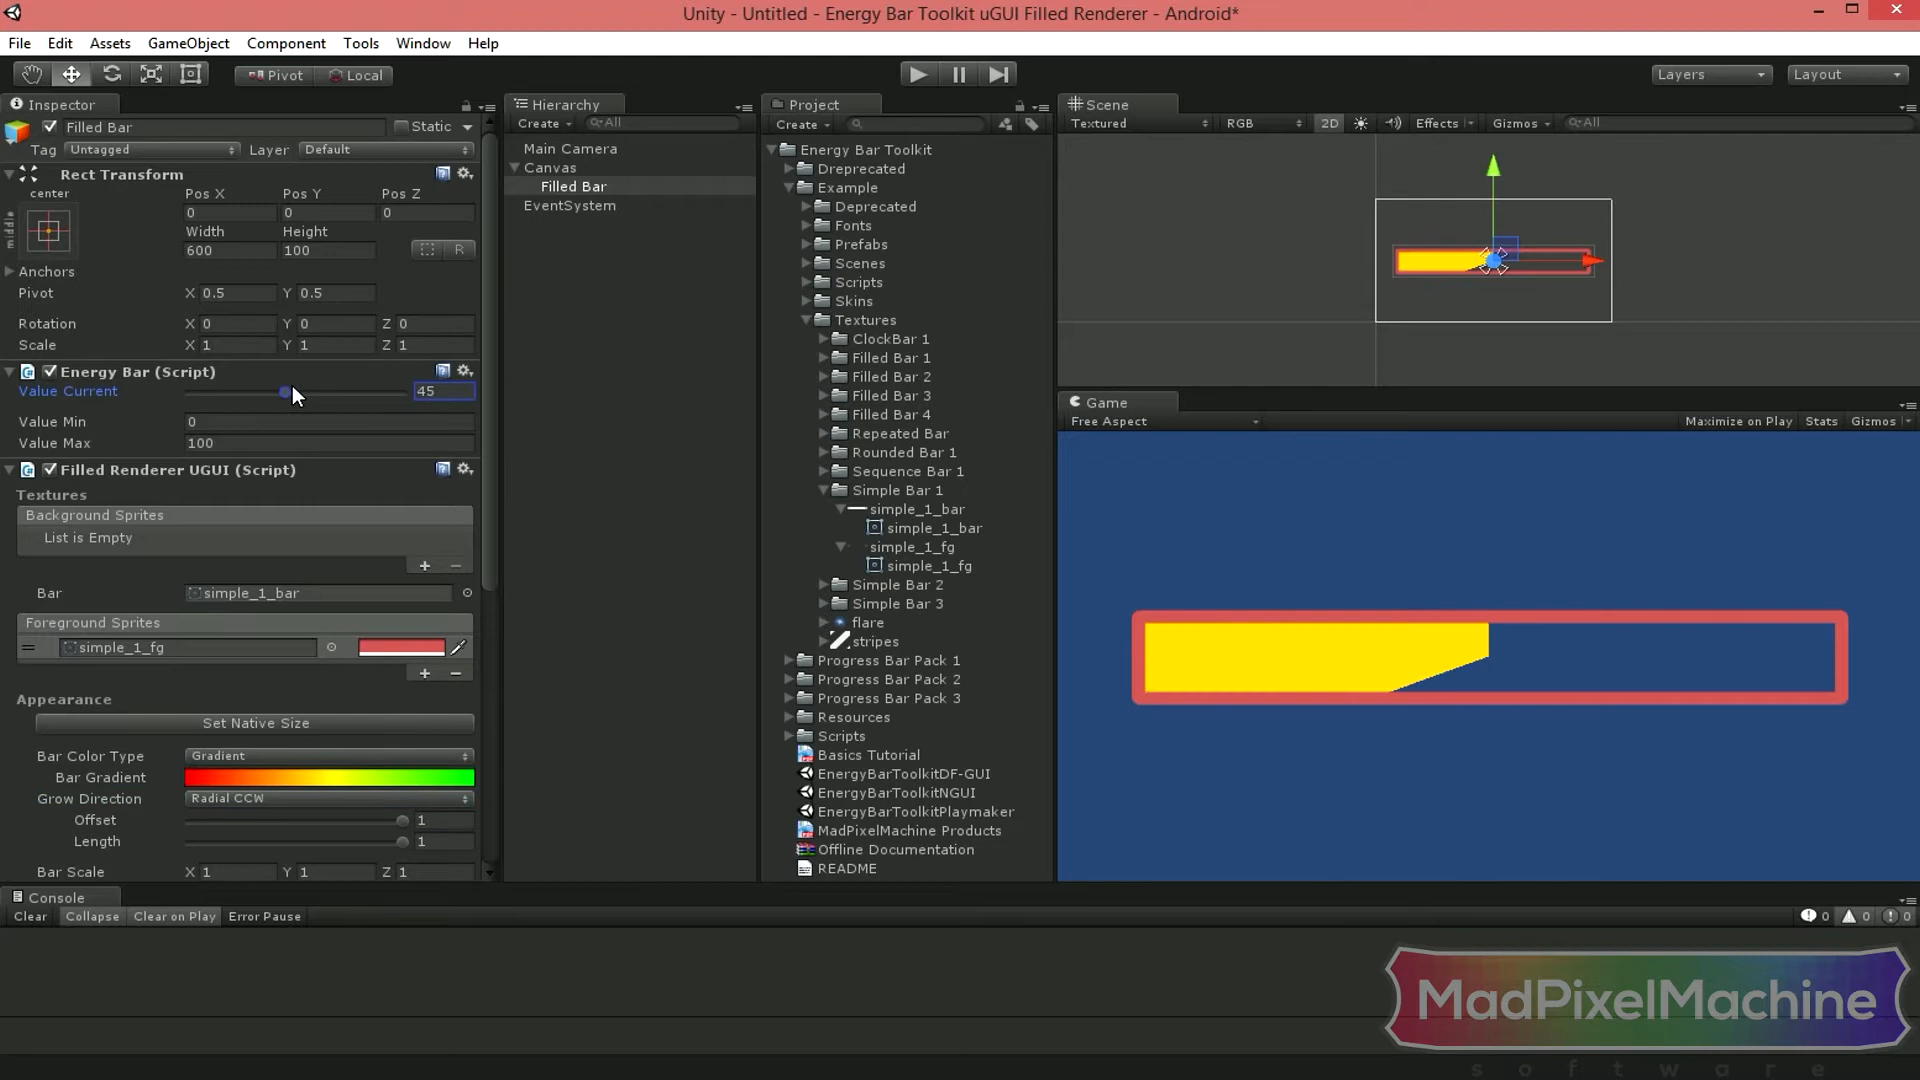 Unity - Untitled - Energy Bar Toolkit uGUI Filled Renderer - Android*
File Edit Assets GameObject Component Tools Window Help
Pivot Local Layers Layout
Inspector
Filled Bar Static
Tag Untagged Layer Default
Rect Transform
center Pos X Pos Y Pos Z
middle
0 0 0
Width Height
600 100 R
Anchors
Pivot X 0.5 Y 0.5
Rotation X 0 Y 0 Z 0
Scale X 1 Y 1 Z 1
Energy Bar (Script)
Value Current 45
Value Min 0
Value Max 100
Filled Renderer UGUI (Script)
Textures
Background Sprites
List is Empty
+ −
Bar simple_1_bar
Foreground Sprites
simple_1_fg
+ −
Appearance
Set Native Size
Bar Color Type Gradient
Bar Gradient
Grow Direction Radial CCW
Offset 1
Length 1
Bar Scale X 1 Y 1 Z 1
Hierarchy
Create All
Main Camera
Canvas
Filled Bar
EventSystem
Project
Create
Energy Bar Toolkit
Dreprecated
Example
Deprecated
Fonts
Prefabs
Scenes
Scripts
Skins
Textures
ClockBar 1
Filled Bar 1
Filled Bar 2
Filled Bar 3
Filled Bar 4
Repeated Bar
Rounded Bar 1
Sequence Bar 1
Simple Bar 1
simple_1_bar
simple_1_bar
simple_1_fg
simple_1_fg
Simple Bar 2
Simple Bar 3
flare
stripes
Progress Bar Pack 1
Progress Bar Pack 2
Progress Bar Pack 3
Resources
Scripts
Basics Tutorial
EnergyBarToolkitDF-GUI
EnergyBarToolkitNGUI
EnergyBarToolkitPlaymaker
MadPixelMachine Products
Offline Documentation
README
Scene
Textured RGB 2D Effects Gizmos All
Game
Free Aspect Maximize on Play Stats Gizmos
Console
Clear Collapse Clear on Play Error Pause 0 0 0
MadPixelMachine
software